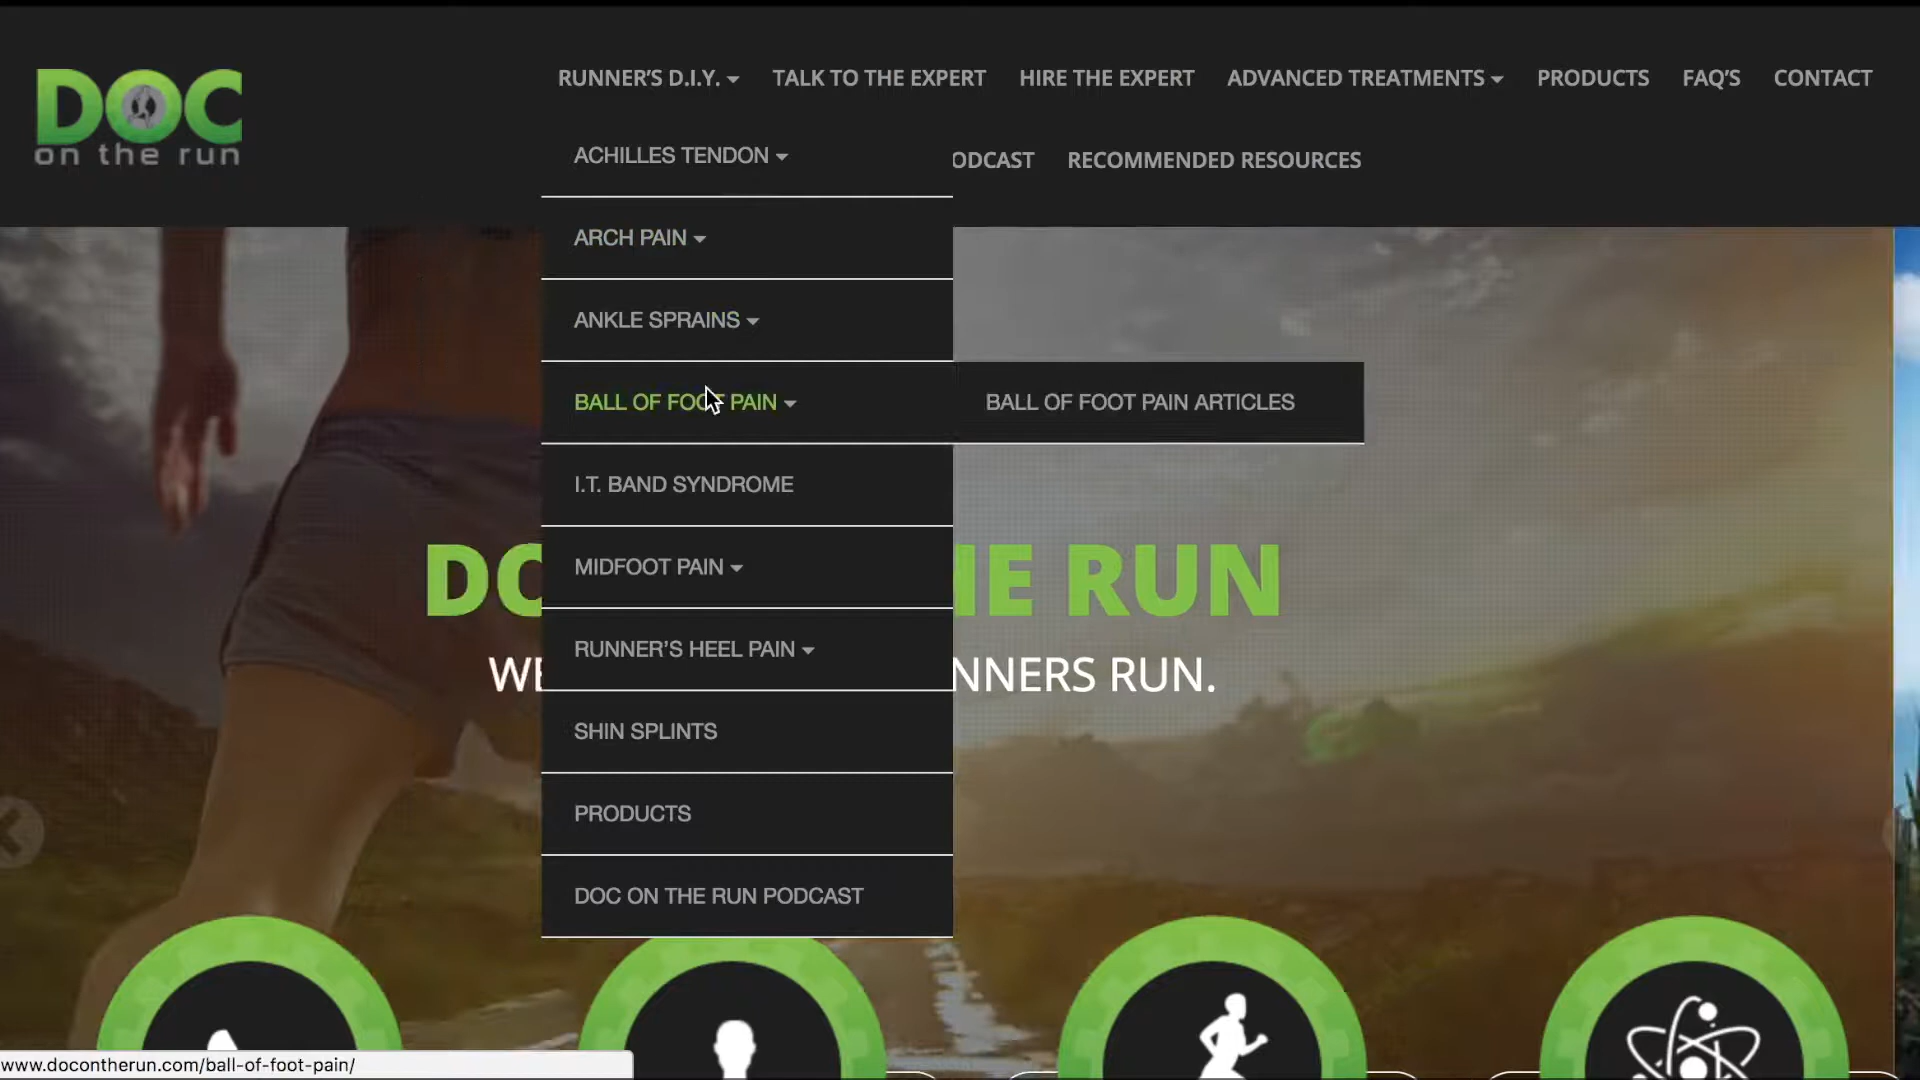 DOC
on the run
RUNNER'S D.I.Y.
TALK TO THE EXPERT
HIRE THE EXPERT
ADVANCED TREATMENTS
PRODUCTS
FAQ'S
CONTACT
ODCAST
RECOMMENDED RESOURCES
ACHILLES TENDON
ARCH PAIN
ANKLE SPRAINS
BALL OF FOOT PAIN
BALL OF FOOT PAIN ARTICLES
I.T. BAND SYNDROME
MIDFOOT PAIN
RUNNER'S HEEL PAIN
SHIN SPLINTS
PRODUCTS
DOC ON THE RUN PODCAST
DO HE RUN
WE NNERS RUN.
www.docontherun.com/ball-of-foot-pain/